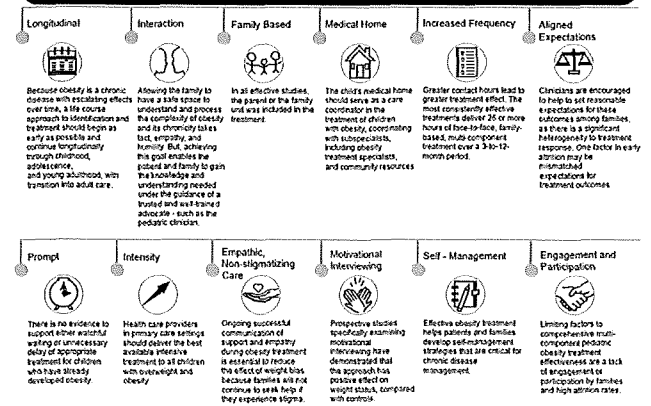 Longitudinal
Because obesity is a chronic
disease with escalating effects
over time, a life course
approach to identification and
treatment should begin as
early as possible and
continue longitudinally
through childhood,
adolescence,
and young adulthood, with
transition into adult care.
Interaction
Allowing the family to
have a safe space to
understand and process
the complexity of obesity
and its chronicity takes
tact, empathy, and
humility. But, achieving
this goal enables the
patient and family to gain
the knowledge and
understanding needed
under the guidance of a
trusted and well-trained
advocate - such as the
pediatric clinician.
Family Based
In all effective studies,
the parent or the family
unit was included in the
treatment.
Medical Home
The child's medical home
should serve as a care
coordinator in the
treatment of children
with obesity, coordinating
with subspecialists,
including obesity
treatment specialists,
and community resources
Increased Frequency
Greater contact hours lead to
greater treatment effect. The
most consistently effective
treatments deliver 26 or more
hours of face-to-face, family-
based, multi-component
treatment over a 3-to-12-
month period.
Aligned
Expectations
Clinicians are encouraged
to help to set reasonable
expectations for these
outcomes among families,
as there is a significant
heterogeneity to treatment
response. One factor in early
attrition may be
mismatched
expectations for
treatment outcomes
Prompt
There is no evidence to
support either watchful
waiting or unnecessary
delay of appropriate
treatment for children
who have already
developed obesity.
Intensity
Health care providers
in primary care settings
should deliver the best
available intensive
treatment to all children
with overweight and
obesity
Empathic,
Non-stigmatizing
Care
Ongoing successful
communication of
support and empathy
during obesity treatment
is essential to reduce
the effect of weight bias
because families will not
continue to seek help if
they experience stigma.
Motivational
Interviewing
Prospective studies
specifically examining
motivational
interviewing have
demonstrated that
the approach has
positive effect on
weight status, compared
with controls.
Self - Management
Effective obesity treatment
helps patients and families
develop self-management
strategies that are critical for
chronic disease
management.
Engagement and
Participation
Limiting factors to
comprehensive multi-
component pediatric
obesity treatment
effectiveness are a lack
of engagement or
participation by families
and high attrition rates.